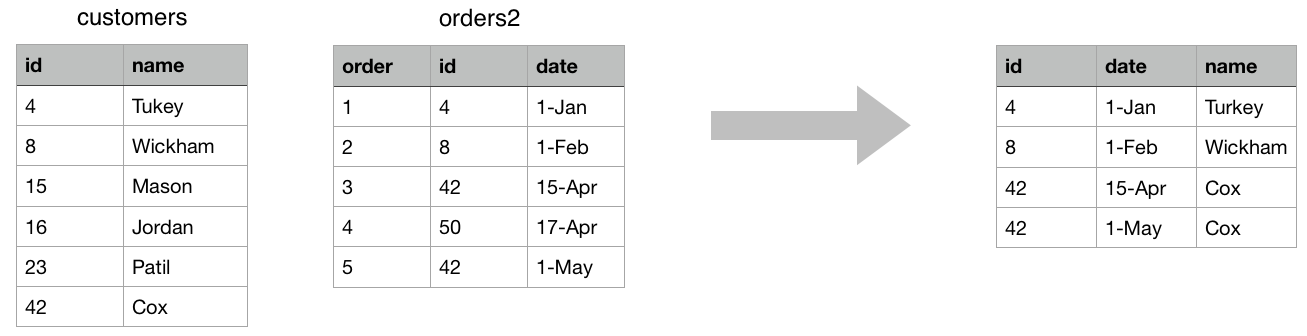 customers
id name
4 Tukey
8 Wickham
15 Mason
16 Jordan
23 Patil
42 Cox
orders2
order id date
1 4 1-Jan
2 8 1-Feb
3 42 15-Apr
4 50 17-Apr
5 42 1-May
id date name
4 1-Jan Turkey
8 1-Feb Wickham
42 15-Apr Cox
42 1-May Cox